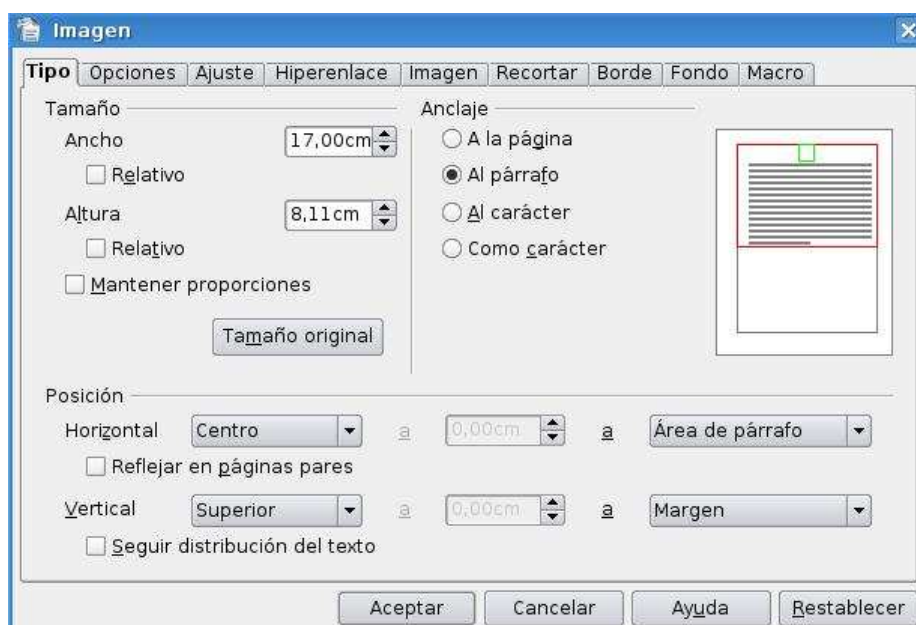 Imagen
Tipo Opciones Ajuste Hiperenlace Imagen Recortar Borde Fondo Macro
Tamaño
Ancho 17,00cm
Relativo
Altura 8,11cm
Relativo
Mantener proporciones
Tamaño original
Anclaje
A la página
Al párrafo
Al carácter
Como carácter
Posición
Horizontal Centro a 0,00cm a Área de párrafo
Reflejar en páginas pares
Vertical Superior a 0,00cm a Margen
Seguir distribución del texto
Aceptar Cancelar Ayuda Restablecer